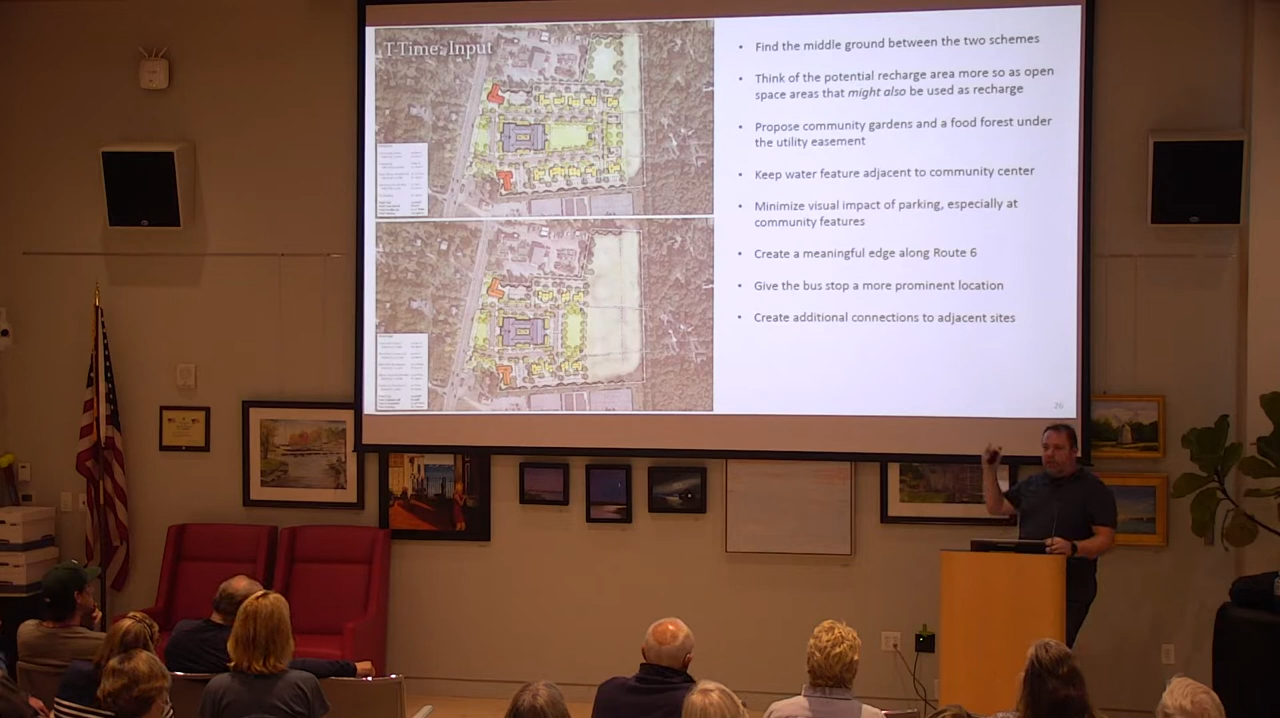 T-Time: Input
• Find the middle ground between the two schemes
• Think of the potential recharge area more so as open
space areas that might also be used as recharge
• Propose community gardens and a food forest under
the utility easement
• Keep water feature adjacent to community center
• Minimize visual impact of parking, especially at
community features
• Create a meaningful edge along Route 6
• Give the bus stop a more prominent location
• Create additional connections to adjacent sites
26